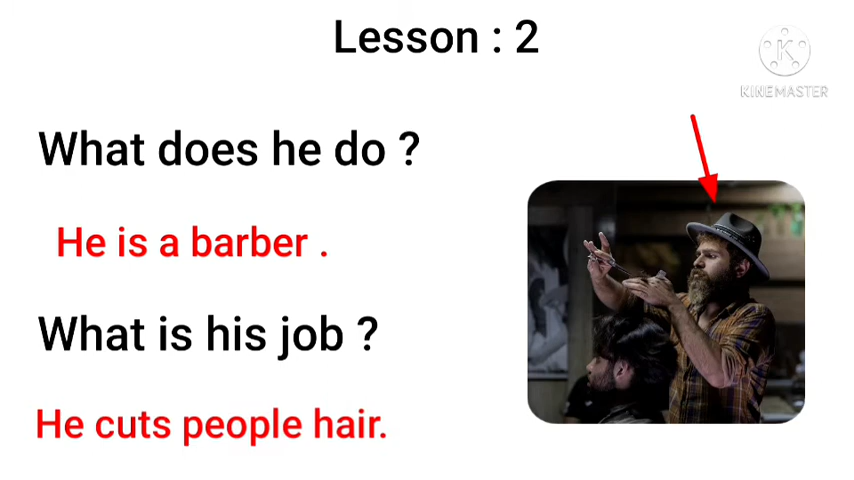 Lesson : 2
K
KINEMASTER
What does he do ?
He is a barber .
What is his job ?
He cuts people hair.